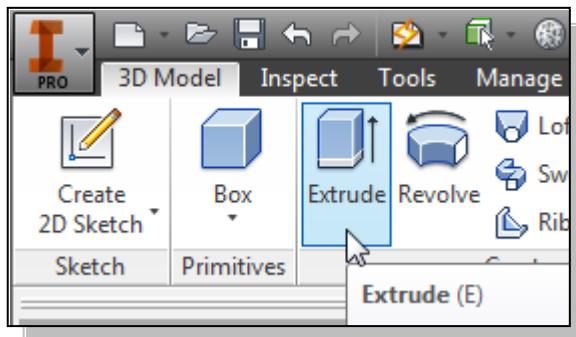 PRO 3D Model Inspect Tools Manage
Create
2D Sketch
Box
Extrude
Revolve
Sketch
Primitives
Extrude (E)